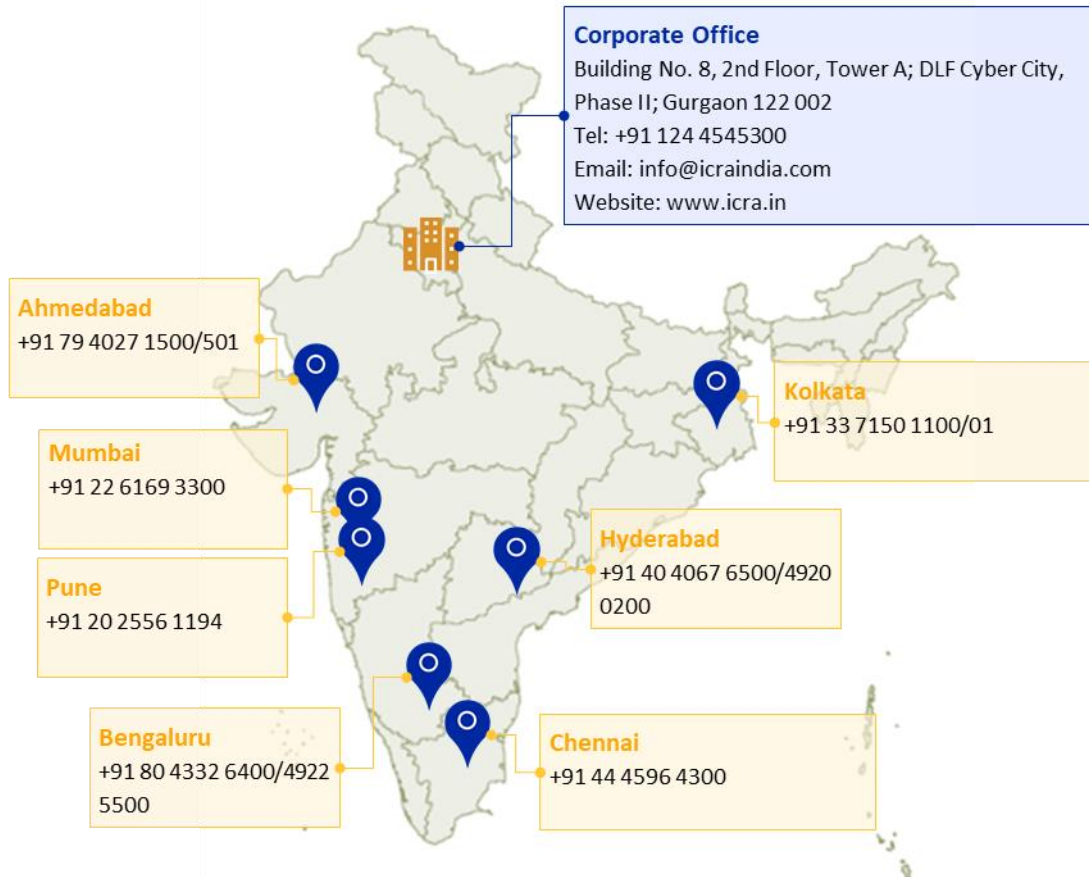 Corporate Office
Building No. 8, 2nd Floor, Tower A; DLF Cyber City,
Phase II; Gurgaon 122 002
Tel: +91 124 4545300
Email: info@icraindia.com
Website: www.icra.in
Ahmedabad
+91 79 4027 1500/501
Kolkata
+91 33 7150 1100/01
Mumbai
+91 22 6169 3300
Hyderabad
+91 40 4067 6500/4920
0200
Pune
+91 20 2556 1194
Bengaluru
+91 80 4332 6400/4922
5500
Chennai
+91 44 4596 4300